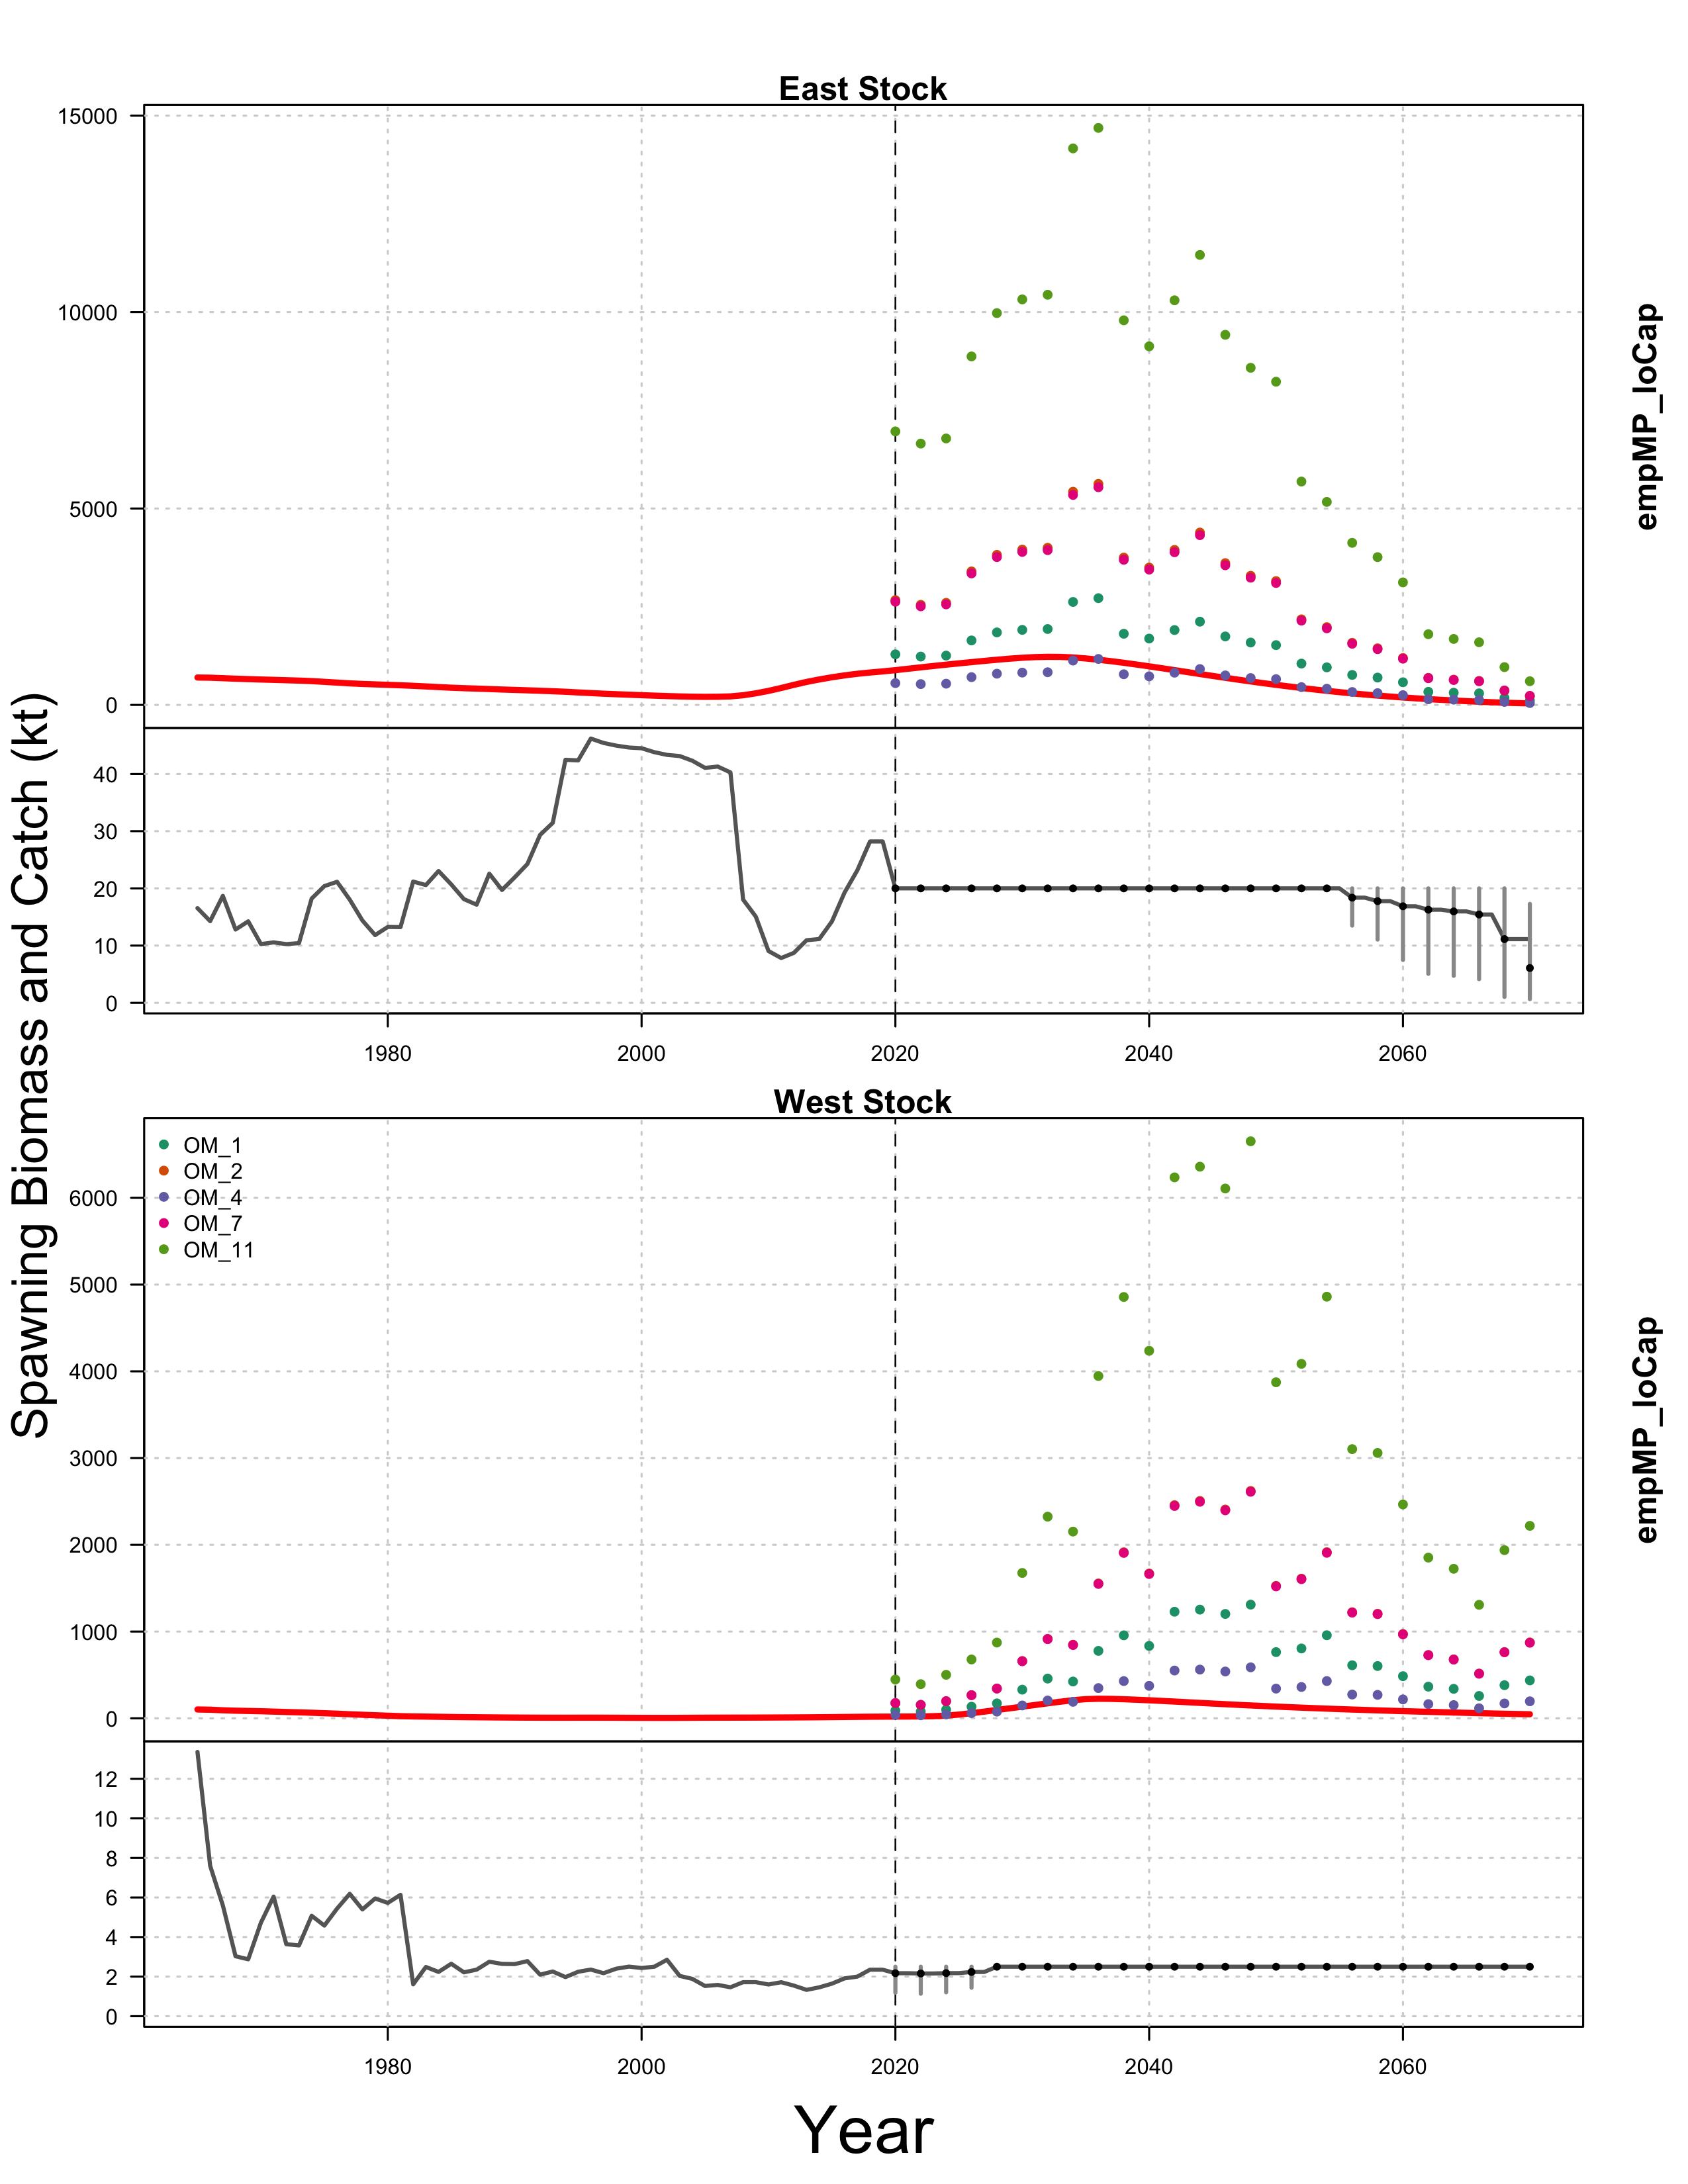 East Stock
15000
10000
5000
0
empMP_loCap
40
30
20
10
0
1980 2000 2020 2040 2060
Spawning Biomass and Catch (kt)
West Stock
OM_1
OM_2
OM_4
OM_7
OM_11
6000
5000
4000
3000
2000
1000
0
empMP_loCap
12
10
8
6
4
2
0
1980 2000 2020 2040 2060
Year